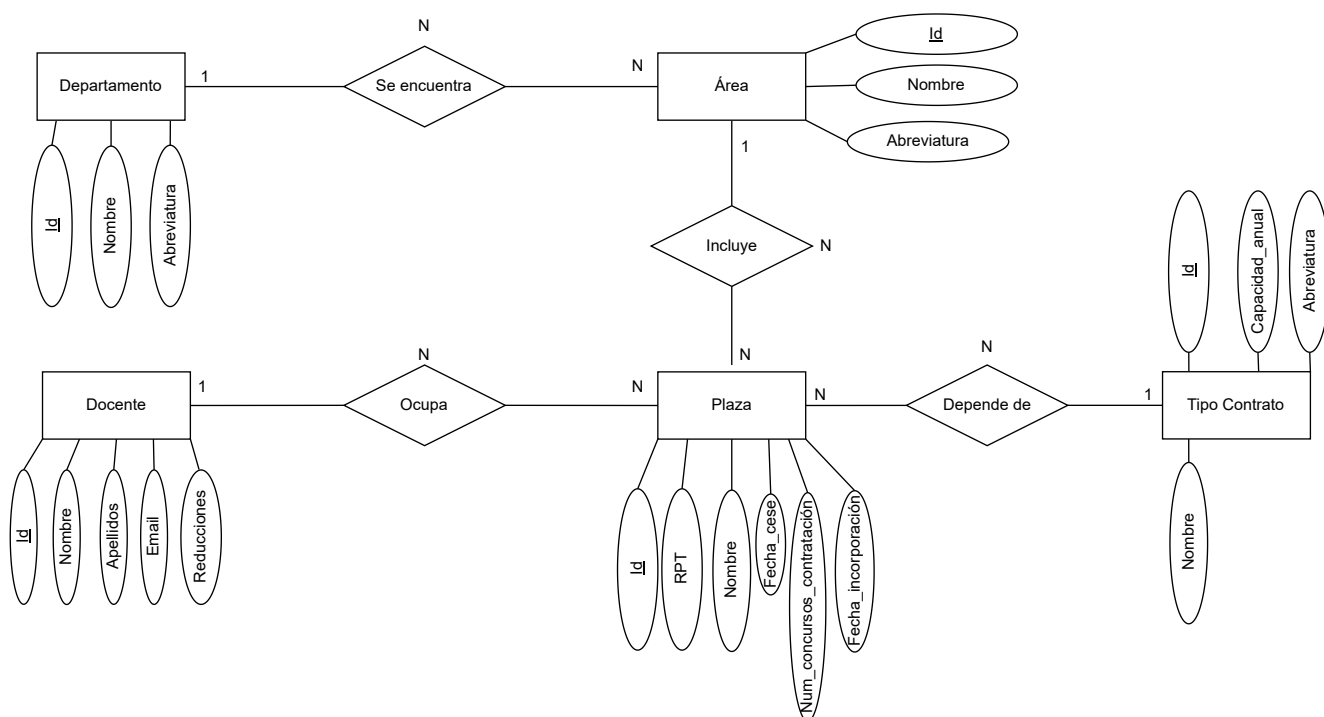 N
Id
1
N
Departamento
Se encuentra
Área
Nombre
Abreviatura
1
Id
Nombre
Abreviatura
Incluye
N
Id
Capacidad_anual
Abreviatura
N
N
N
1
N
N
1
Docente
Ocupa
Plaza
Depende de
Tipo Contrato
Id
Nombre
Apellidos
Email
Reducciones
Id
RPT
Nombre
Fecha_cese
Num_concursos_contratación
Fecha_incorporación
Nombre